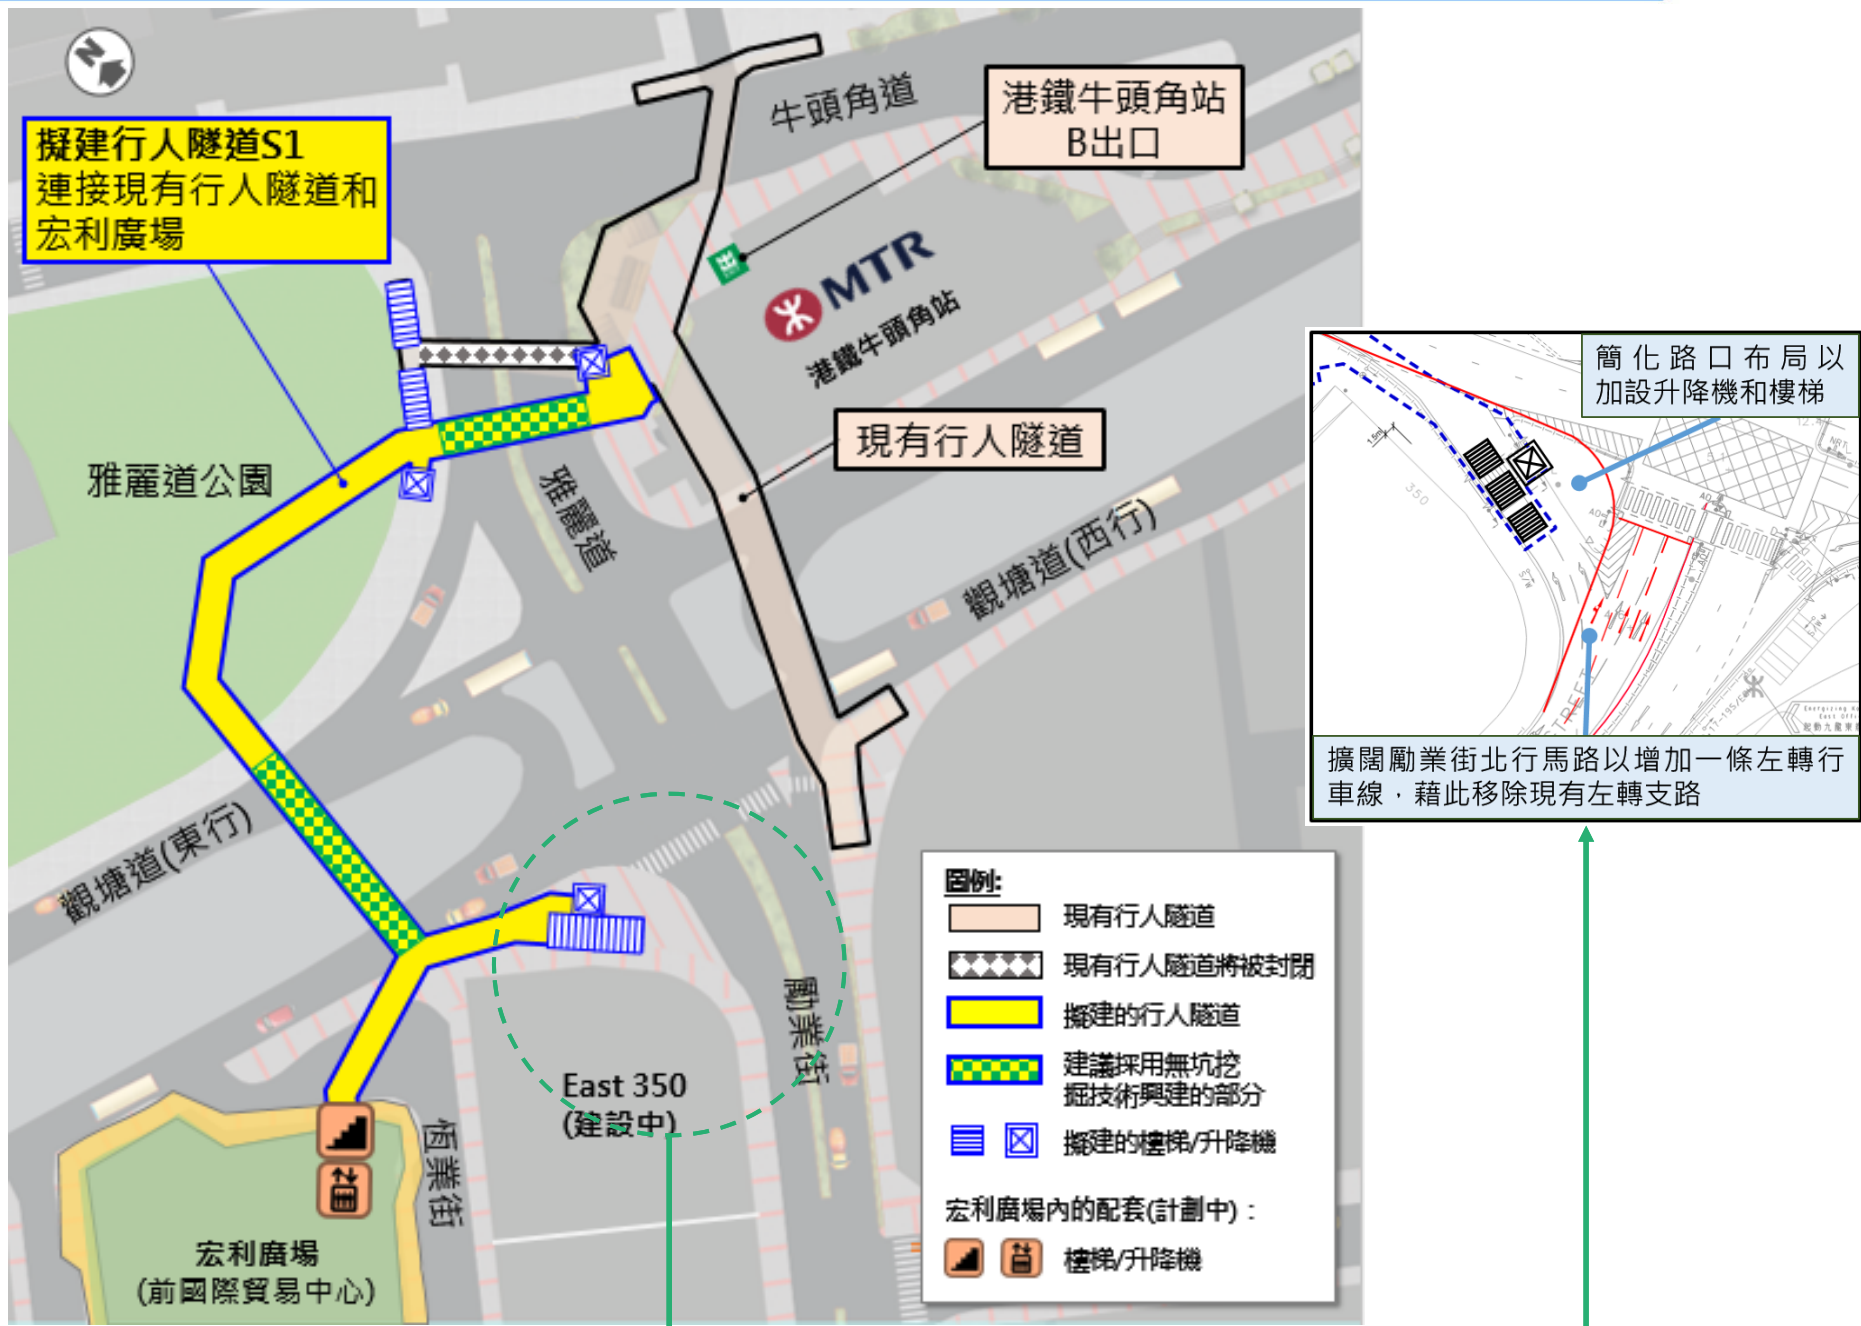 N
擬建行人隧道S1
連接現有行人隧道和
宏利廣場
牛頭角道
港鐵牛頭角站
B出口
出
MTR
港鐵牛頭角站
現有行人隧道
雅麗道公園
雅麗道
觀塘道(西行)
觀塘道(東行)
勵業街
East 350
(建設中)
恆業街
宏利廣場
(前國際貿易中心)
圖例:
現有行人隧道
現有行人隧道將被封閉
擬建的行人隧道
建議採用無坑挖
掘技術興建的部分
擬建的樓梯/升降機
宏利廣場內的配套(計劃中)：
樓梯/升降機
簡化路口布局以
加設升降機和樓梯
350
STREET
擴闊勵業街北行馬路以增加一條左轉行
車線，藉此移除現有左轉支路